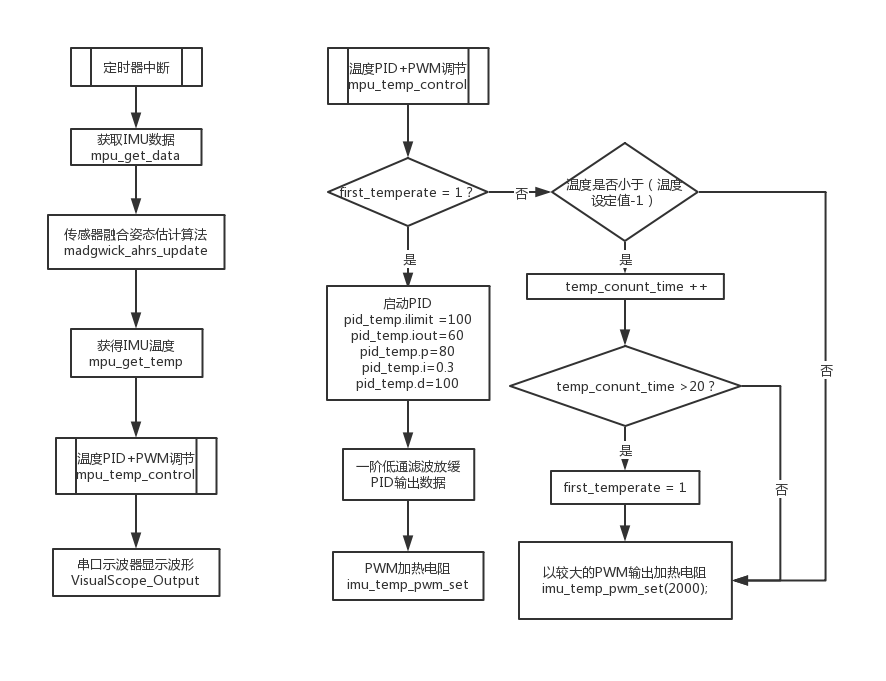 定时器中断
获取IMU数据
mpu_get_data
传感器融合姿态估计算法
madgwick_ahrs_update
获得IMU温度
mpu_get_temp
温度PID+PWM调节
mpu_temp_control
串口示波器显示波形
VisualScope_Output
温度PID+PWM调节
mpu_temp_control
first_temperate = 1 ?
是
启动PID
pid_temp.ilimit =100
pid_temp.iout=60
pid_temp.p=80
pid_temp.i=0.3
pid_temp.d=100
一阶低通滤波放缓
PID输出数据
PWM加热电阻
imu_temp_pwm_set
否
温度是否小于（温度
设定值-1）
是
temp_conunt_time ++
temp_conunt_time >20 ?
是
first_temperate = 1
以较大的PWM输出加热电阻
imu_temp_pwm_set(2000);
否
否